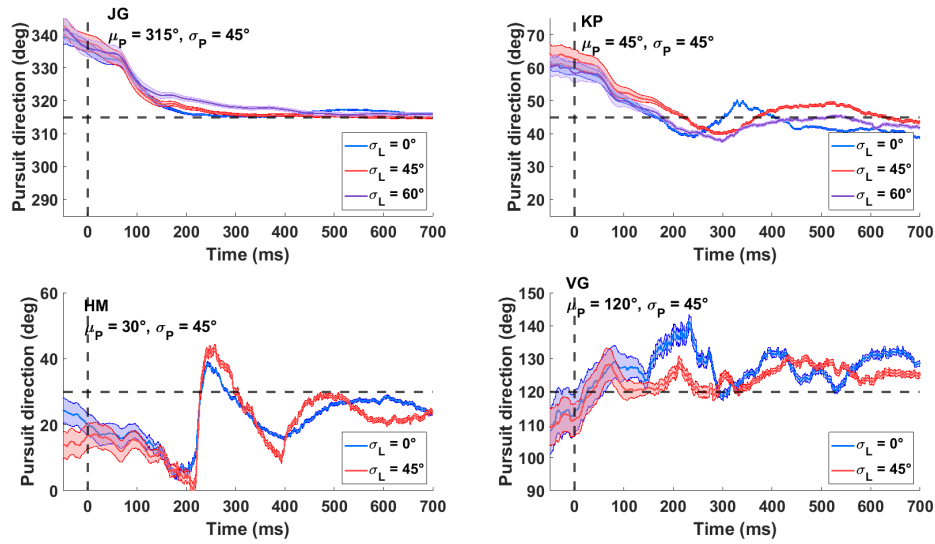 JG
μP = 315°, σP = 45°
Pursuit direction (deg)
340
330
320
310
300
290
σL = 0°
σL = 45°
σL = 60°
0 100 200 300 400 500 600 700
Time (ms)
KP
μP = 45°, σP = 45°
Pursuit direction (deg)
70
60
50
40
30
20
σL = 0°
σL = 45°
σL = 60°
0 100 200 300 400 500 600 700
Time (ms)
HM
μP = 30°, σP = 45°
Pursuit direction (deg)
60
40
20
0
σL = 0°
σL = 45°
0 100 200 300 400 500 600 700
Time (ms)
VG
μP = 120°, σP = 45°
Pursuit direction (deg)
150
140
130
120
110
100
90
σL = 0°
σL = 45°
0 100 200 300 400 500 600 700
Time (ms)